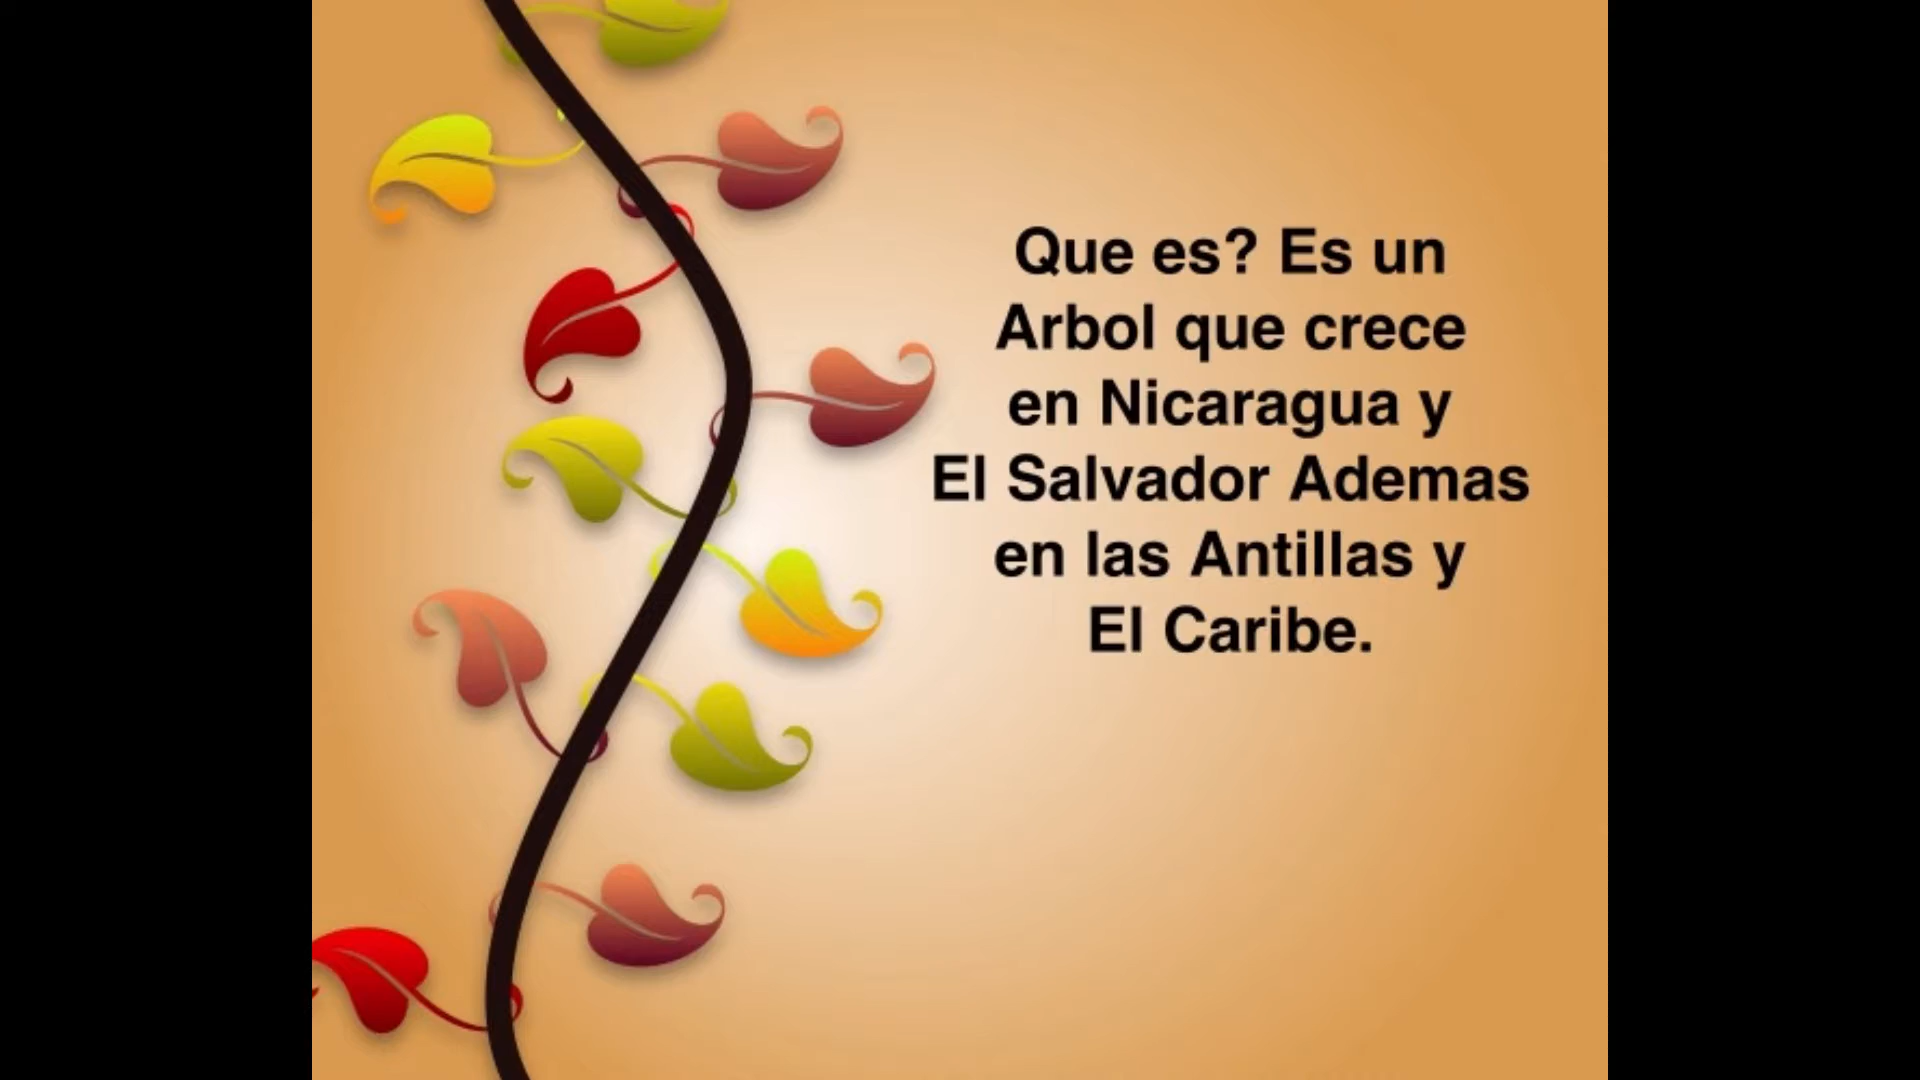 Que es? Es un
Arbol que crece
en Nicaragua y
El Salvador Ademas
en las Antillas y
El Caribe.